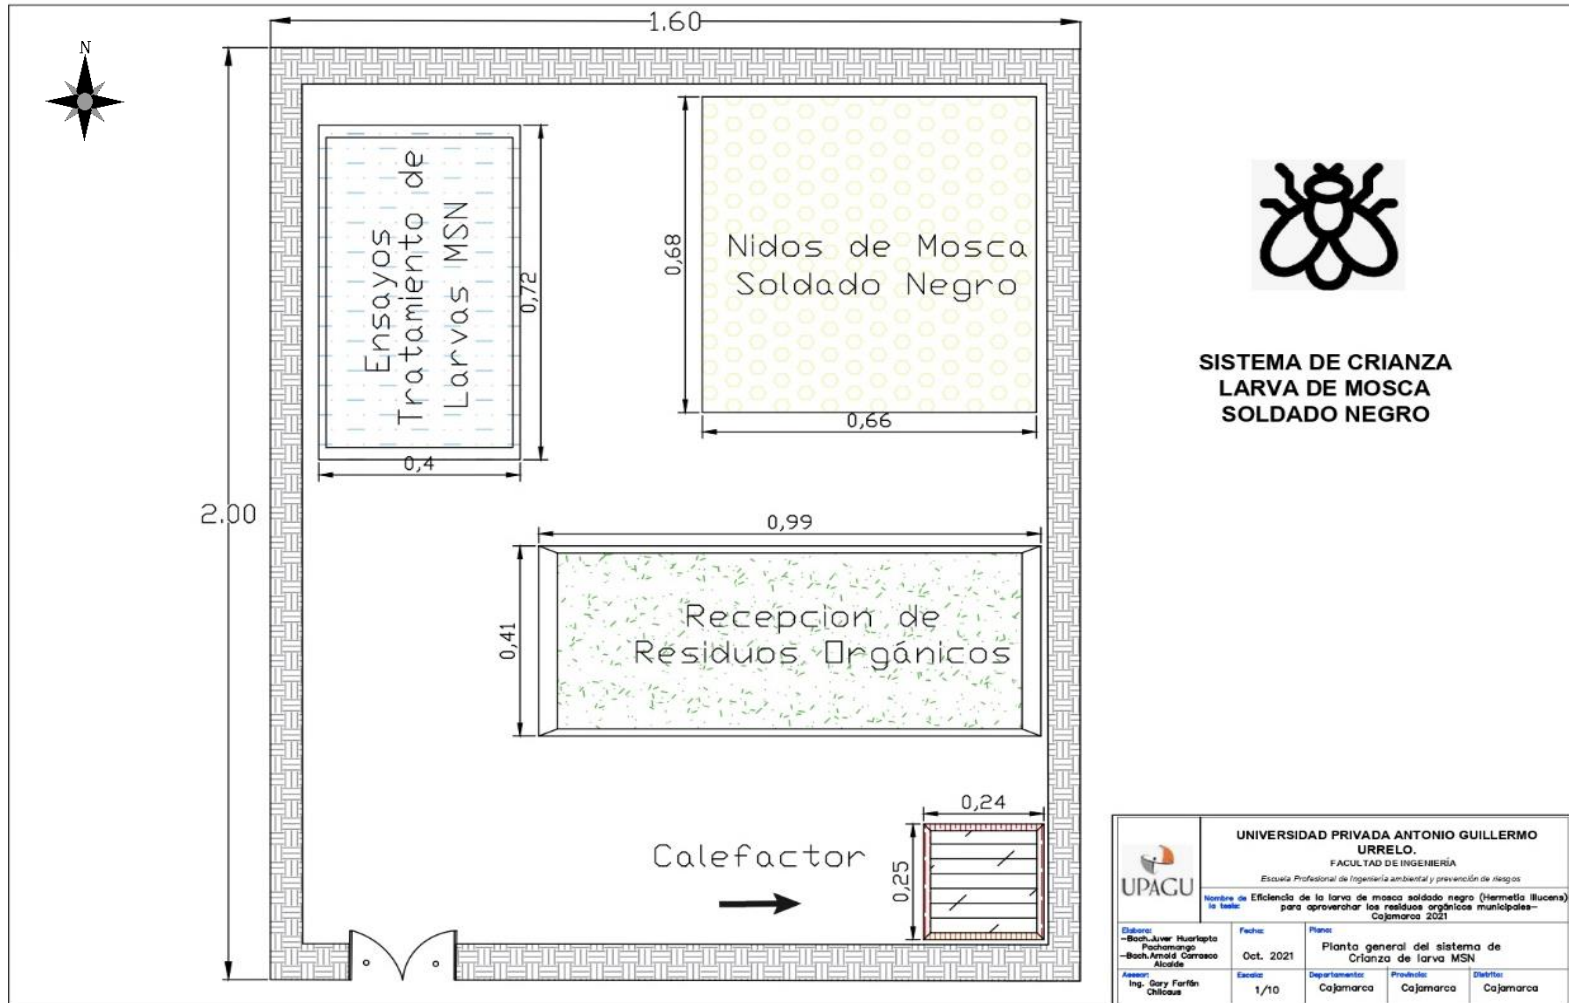 1.60
N
2.00
Ensayos
Tratamiento de
Larvas MSN
0,72
0,4
Nidos de Mosca
Soldado Negro
0,68
0,66
0,99
0,41
Recepcion de
Residuos Orgánicos
0,24
0,25
Calefactor
SISTEMA DE CRIANZA
LARVA DE MOSCA
SOLDADO NEGRO
UPAGU
UNIVERSIDAD PRIVADA ANTONIO GUILLERMO
URRELO.
FACULTAD DE INGENIERÍA
Escuela Profesional de Ingeniería ambiental y prevención de riesgos
Nombre de la tesis:
Eficiencia de la larva de mosca soldado negro (Hermetia Illucens)
para aproverchar los residuos orgánicos municipales–
Cajamarca 2021
Elaboro:
–Bach.Juver Huaripata
Pachamango
–Bach.Arnold Carrasco
Alcalde
Fecha:
Oct. 2021
Plano:
Planta general del sistema de
Crianza de larva MSN
Asesor:
Ing. Gary Farfán
Chilcaus
Escala:
1/10
Departamento:
Cajamarca
Provincia:
Cajamarca
Distrito:
Cajamarca